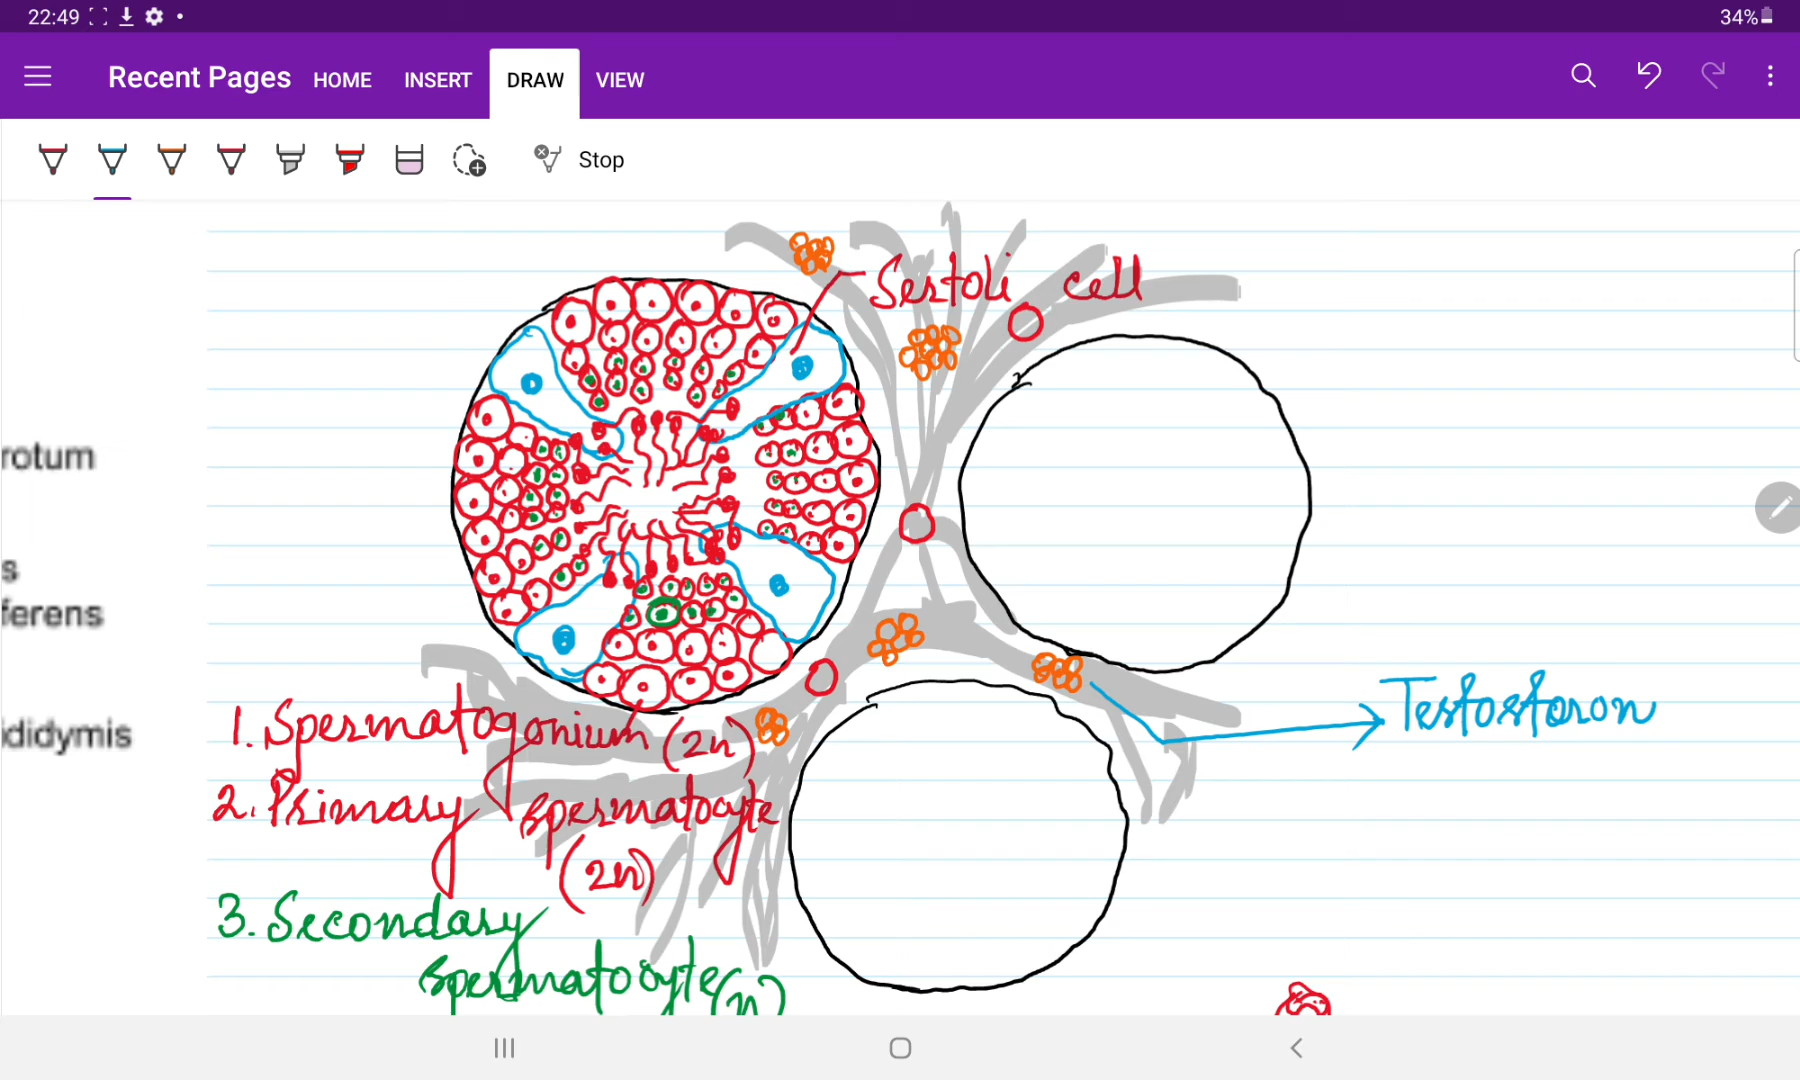 22:49
34%
Recent Pages HOME INSERT DRAW VIEW
Stop
Sertoli cell
rotum
s
ferens
ididymis
Testosteron
1. Spermatogonium (2n)
2. Primary spermatocyte
(2n)
3. Secondary
spermatocyte (n)